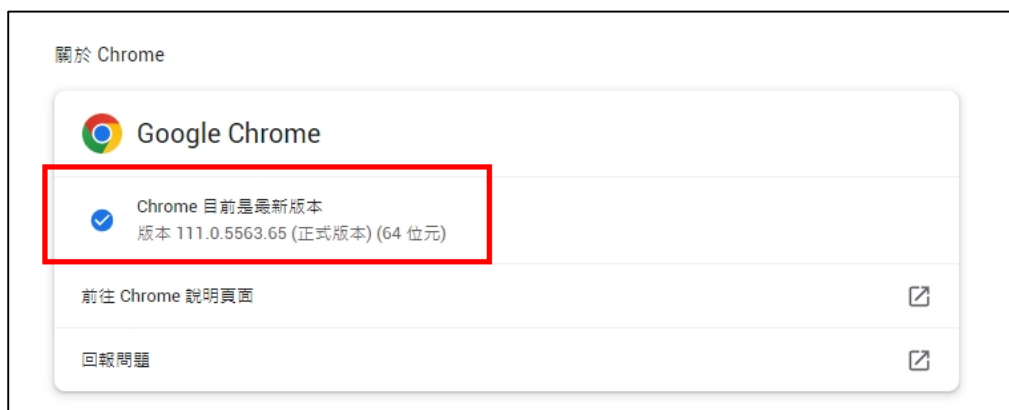 關於 Chrome
Google Chrome
Chrome 目前是最新版本
版本 111.0.5563.65 (正式版本) (64 位元)
前往 Chrome 說明頁面
回報問題